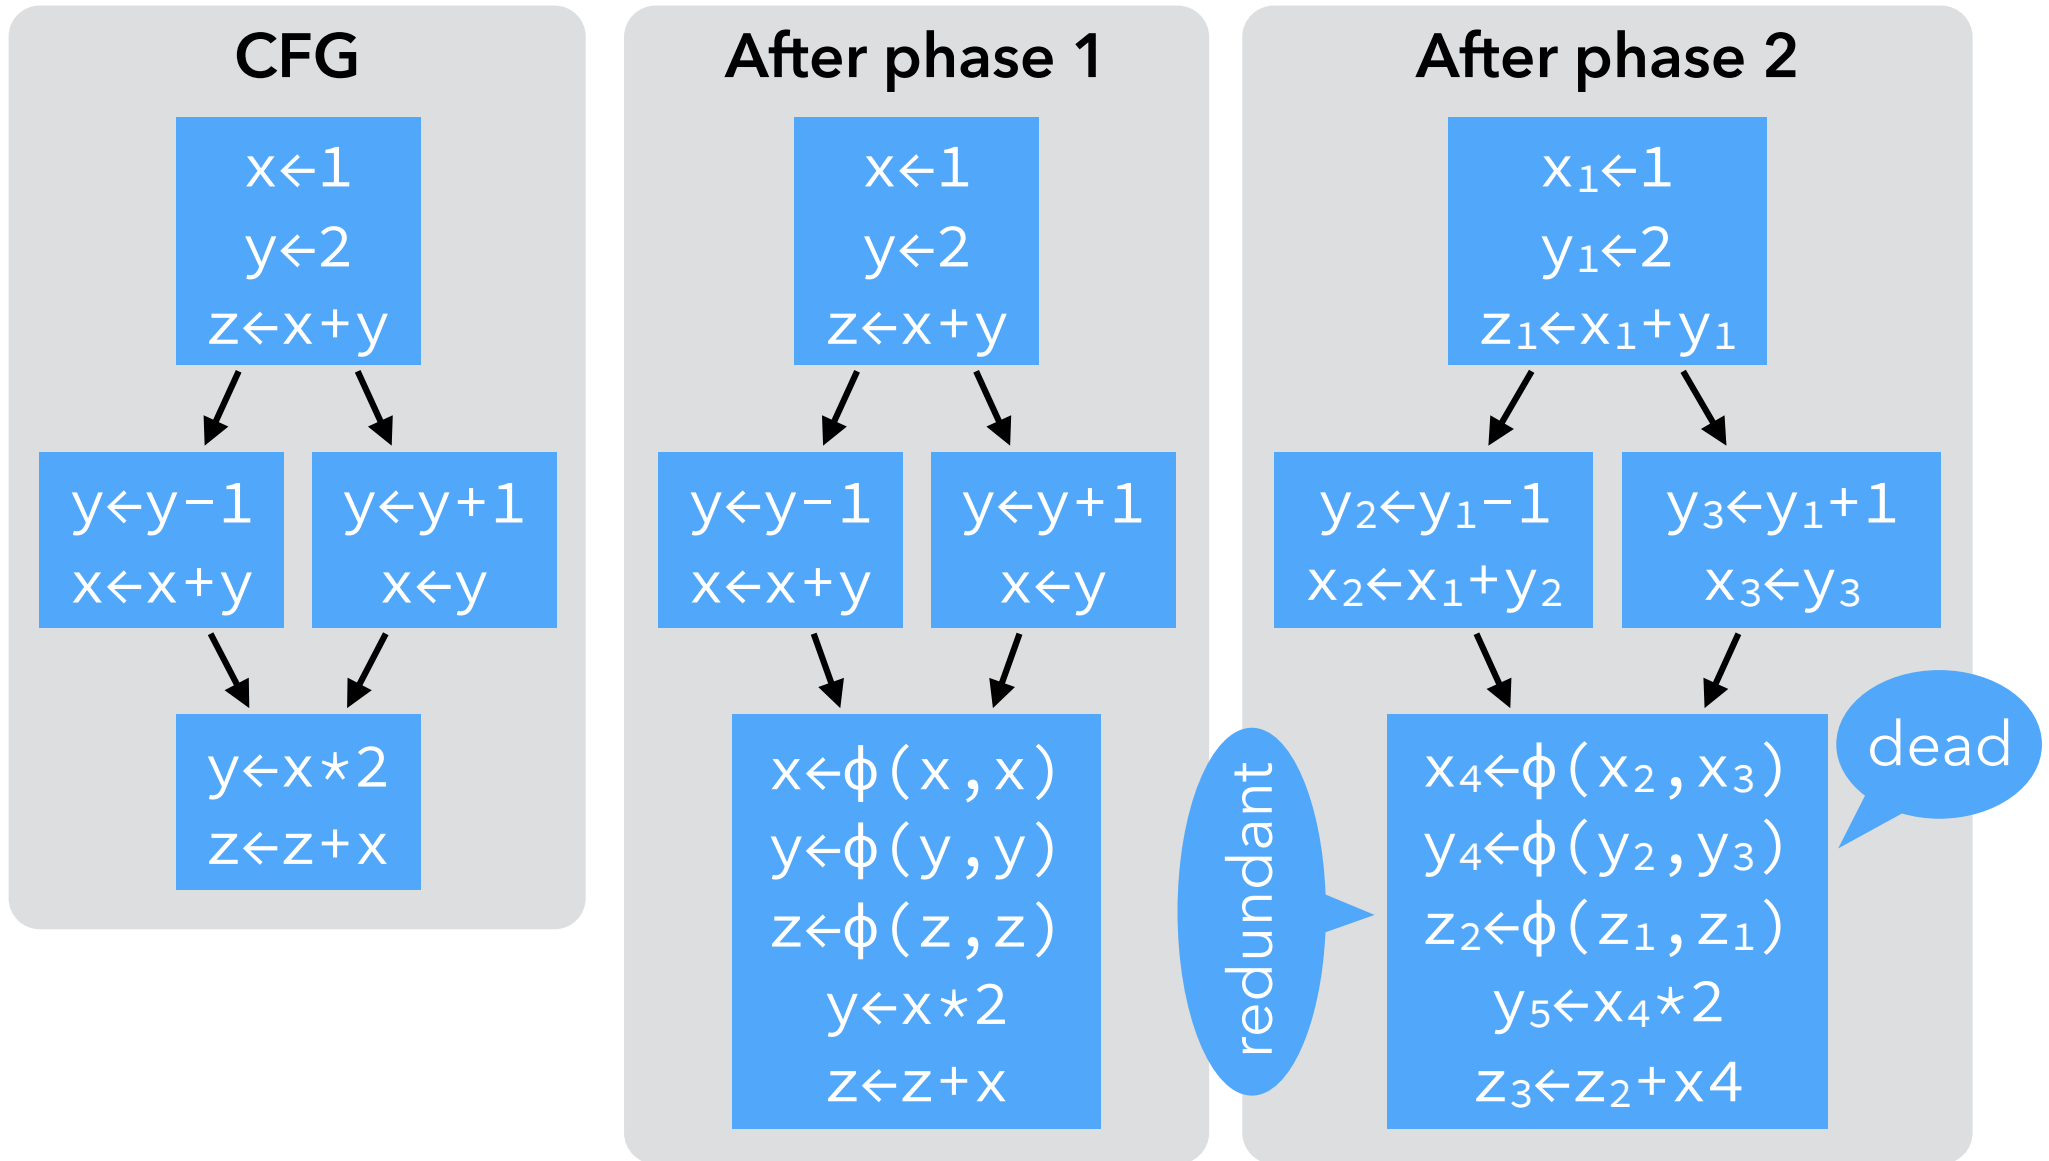 CFG
x←1
y←2
z←x+y
y←y-1
x←x+y
y←y+1
x←y
y←x*2
z←z+x
After phase 1
x←1
y←2
z←x+y
y←y-1
x←x+y
y←y+1
x←y
x←ϕ(x,x)
y←ϕ(y,y)
z←ϕ(z,z)
y←x*2
z←z+x
After phase 2
x₁←1
y₁←2
z₁←x₁+y₁
y₂←y₁-1
x₂←x₁+y₂
y₃←y₁+1
x₃←y₃
x₄←ϕ(x₂,x₃)
y₄←ϕ(y₂,y₃)
z₂←ϕ(z₁,z₁)
y₅←x₄*2
z₃←z₂+x4
redundant
dead